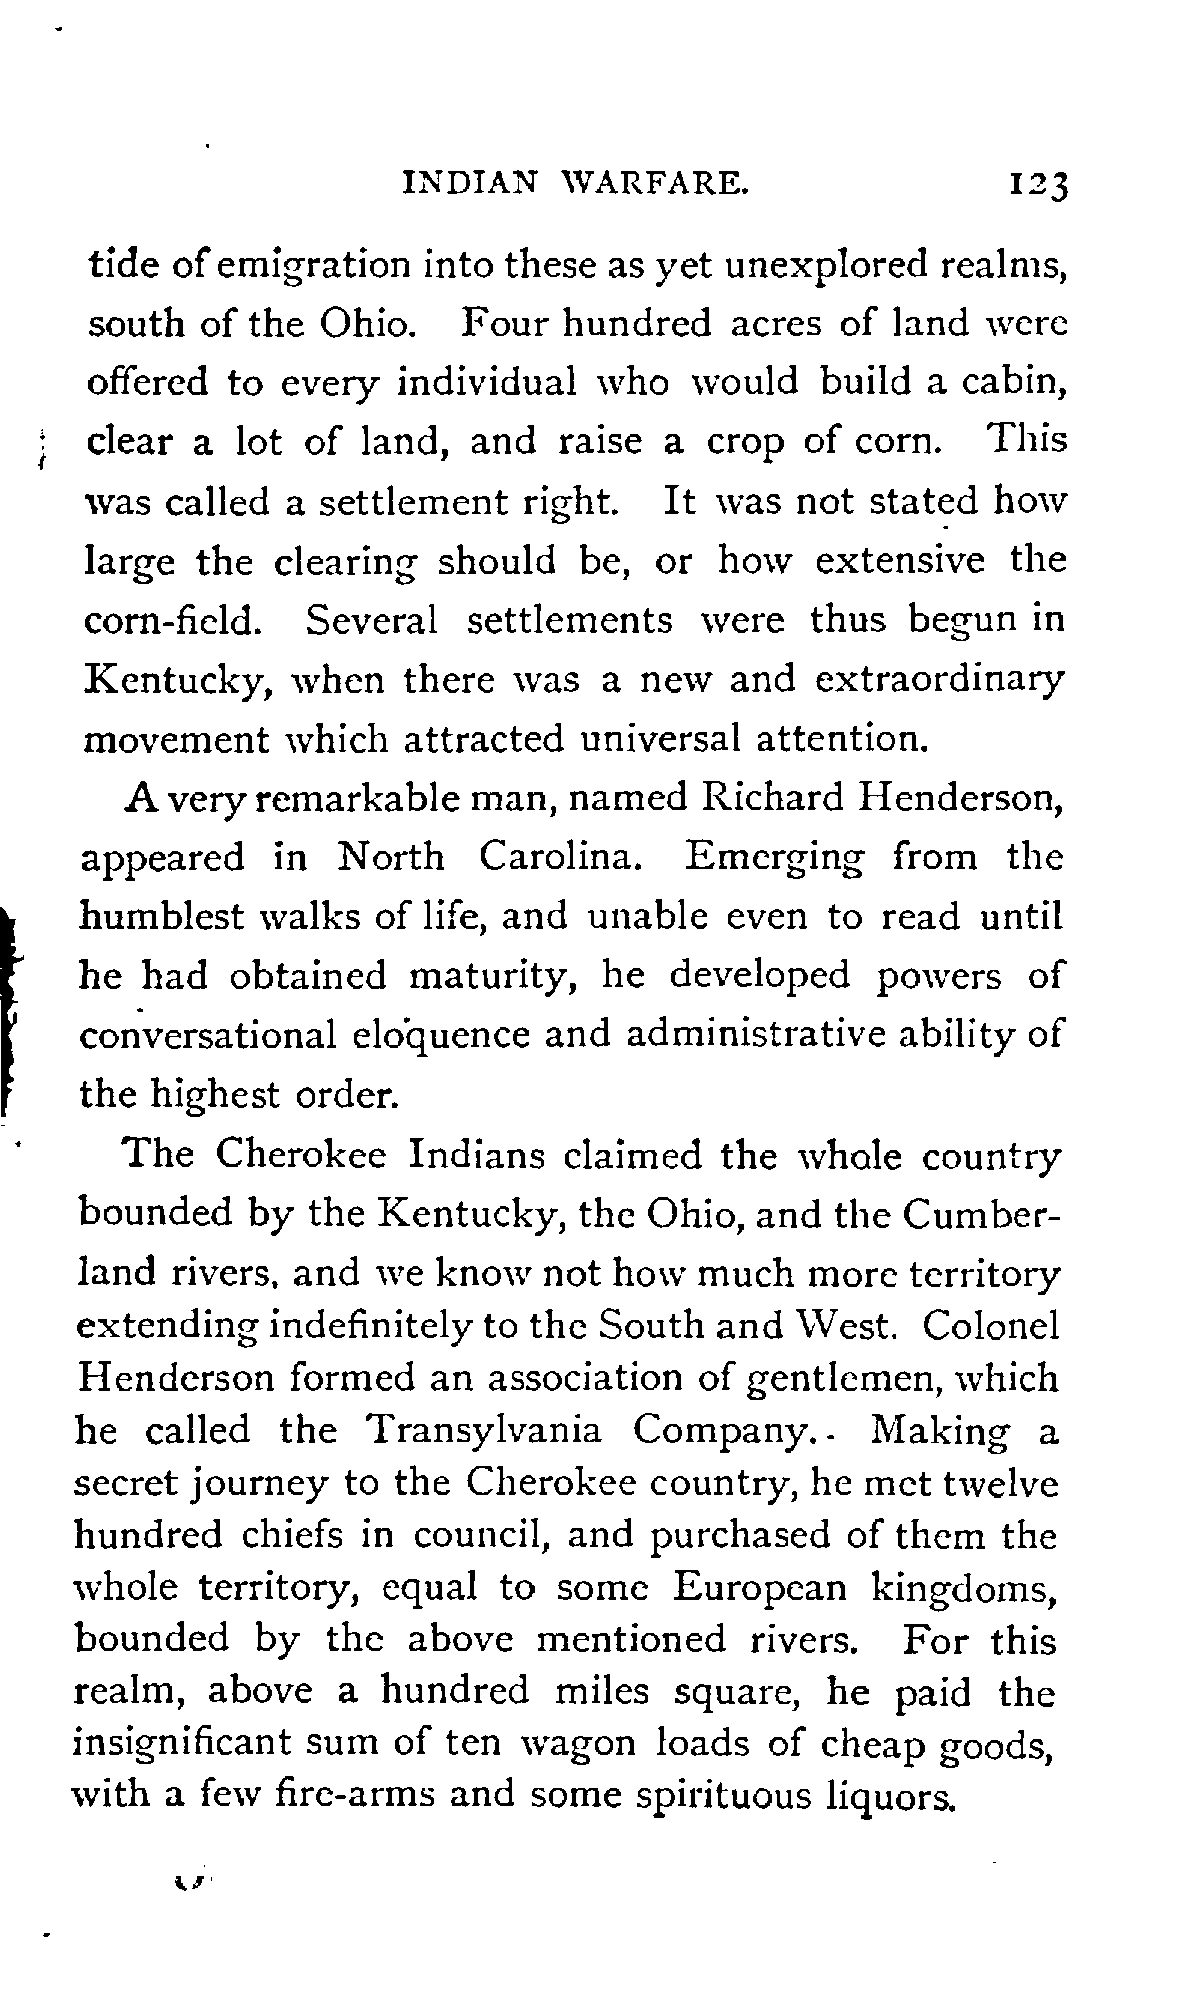 INDIAN WARFARE. 123
tide of emigration into these as yet unexplored realms,
south of the Ohio. Four hundred acres of land were
offered to every individual who would build a cabin,
clear a lot of land, and raise a crop of corn. This
was called a settlement right. It was not stated how
large the clearing should be, or how extensive the
corn-field. Several settlements were thus begun in
Kentucky, when there was a new and extraordinary
movement which attracted universal attention.
A very remarkable man, named Richard Henderson,
appeared in North Carolina. Emerging from the
humblest walks of life, and unable even to read until
he had obtained maturity, he developed powers of
conversational eloquence and administrative ability of
the highest order.
The Cherokee Indians claimed the whole country
bounded by the Kentucky, the Ohio, and the Cumber-
land rivers, and we know not how much more territory
extending indefinitely to the South and West. Colonel
Henderson formed an association of gentlemen, which
he called the Transylvania Company. Making a
secret journey to the Cherokee country, he met twelve
hundred chiefs in council, and purchased of them the
whole territory, equal to some European kingdoms,
bounded by the above mentioned rivers. For this
realm, above a hundred miles square, he paid the
insignificant sum of ten wagon loads of cheap goods,
with a few fire-arms and some spirituous liquors.